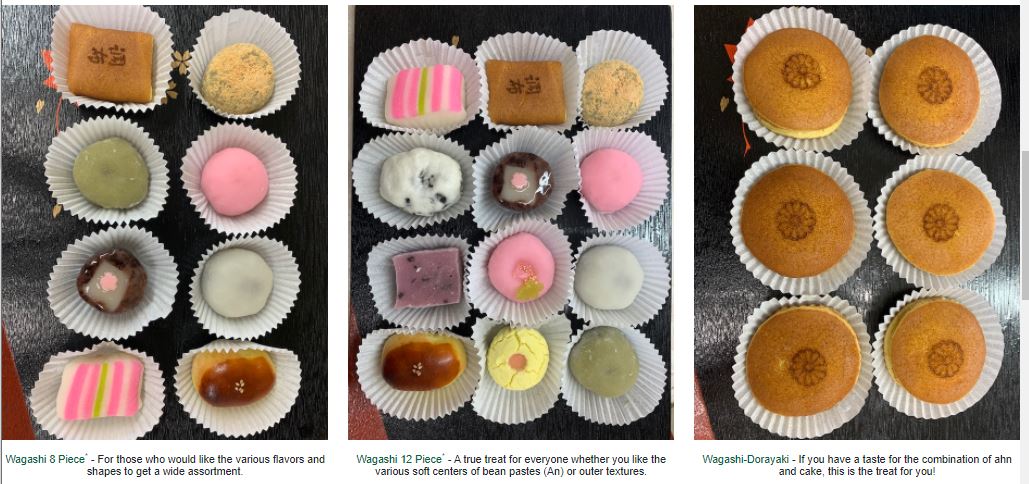 Wagashi 8 Piece* - For those who would like the various flavors and
shapes to get a wide assortment.
Wagashi 12 Piece* - A true treat for everyone whether you like the
various soft centers of bean pastes (An) or outer textures.
Wagashi-Dorayaki - If you have a taste for the combination of ahn
and cake, this is the treat for you!